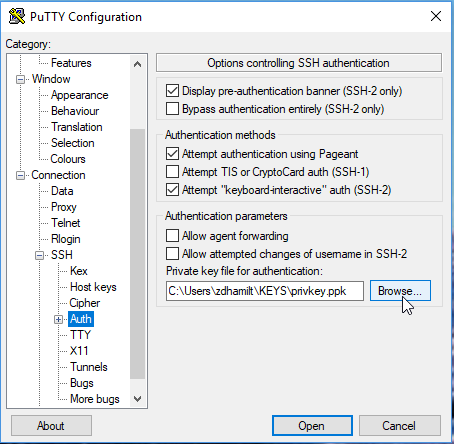 PuTTY Configuration
Category:
Features
Window
Appearance
Behaviour
Translation
Selection
Colours
Connection
Data
Proxy
Telnet
Rlogin
SSH
Kex
Host keys
Cipher
Auth
TTY
X11
Tunnels
Bugs
More bugs
Options controlling SSH authentication
Display pre-authentication banner (SSH-2 only)
Bypass authentication entirely (SSH-2 only)
Authentication methods
Attempt authentication using Pageant
Attempt TIS or CryptoCard auth (SSH-1)
Attempt "keyboard-interactive" auth (SSH-2)
Authentication parameters
Allow agent forwarding
Allow attempted changes of username in SSH-2
Private key file for authentication:
C:\Users\zdhamilt\KEYS\privkey.ppk
Browse...
About
Open
Cancel